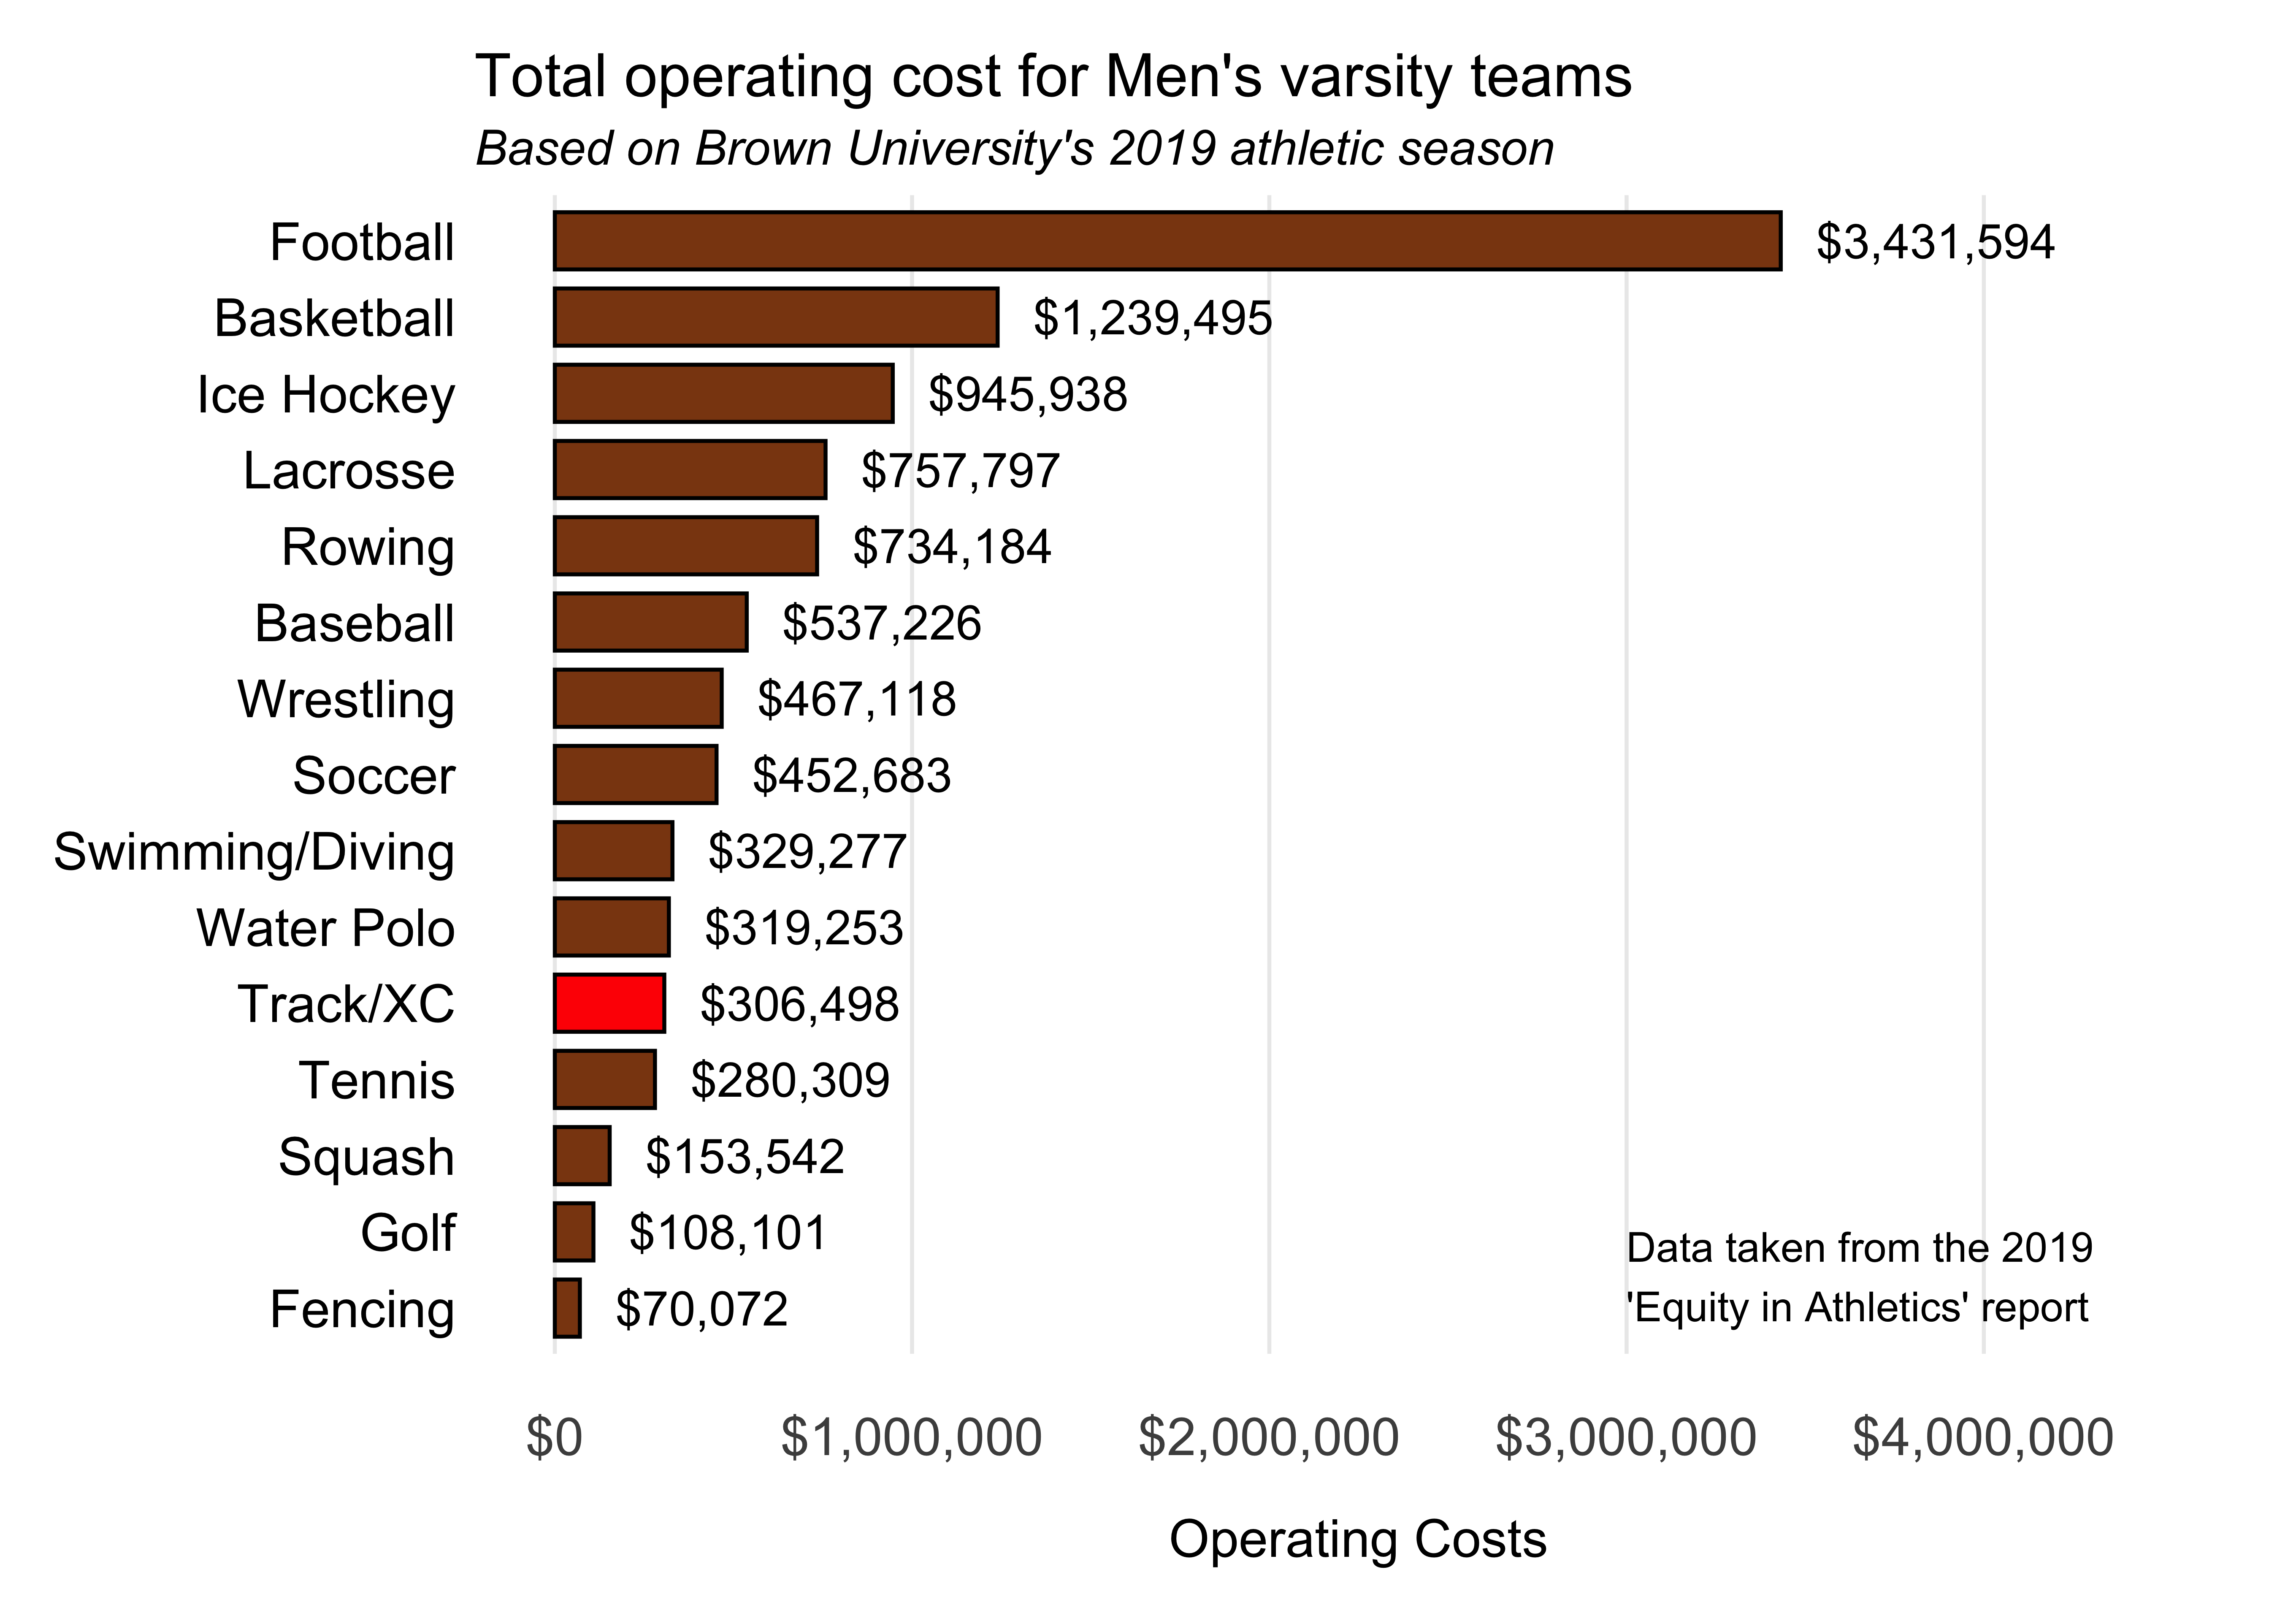 Total operating cost for Men's varsity teams
Based on Brown University's 2019 athletic season
Football $3,431,594
Basketball $1,239,495
Ice Hockey $945,938
Lacrosse $757,797
Rowing $734,184
Baseball $537,226
Wrestling $467,118
Soccer $452,683
Swimming/Diving $329,277
Water Polo $319,253
Track/XC $306,498
Tennis $280,309
Squash $153,542
Golf $108,101
Fencing $70,072
Data taken from the 2019
'Equity in Athletics' report
$0 $1,000,000 $2,000,000 $3,000,000 $4,000,000
Operating Costs